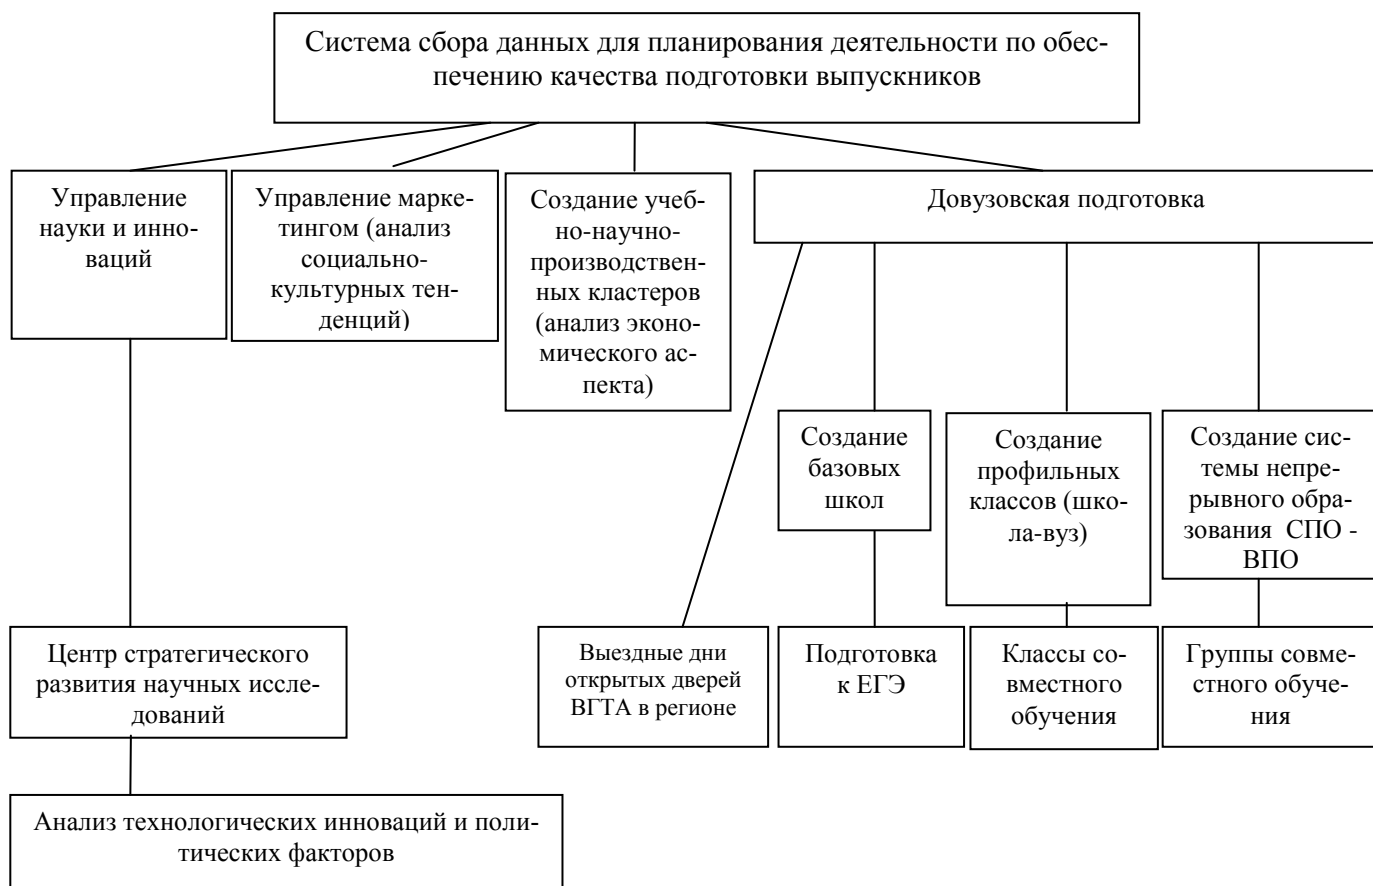 Система сбора данных для планирования деятельности по обес-
печению качества подготовки выпускников
Управление
науки и инно-
ваций
Управление марке-
тингом (анализ
социально-
культурных тен-
денций)
Создание учеб-
но-научно-
производствен-
ных кластеров
(анализ эконо-
мического ас-
пекта)
Довузовская подготовка
Создание
базовых
школ
Создание
профильных
классов (шко-
ла-вуз)
Создание сис-
темы непре-
рывного обра-
зования СПО -
ВПО
Центр стратегического
развития научных иссле-
дований
Выездные дни
открытых дверей
ВГТА в регионе
Подготовка
к ЕГЭ
Классы со-
вместного
обучения
Группы совме-
стного обуче-
ния
Анализ технологических инноваций и поли-
тических факторов